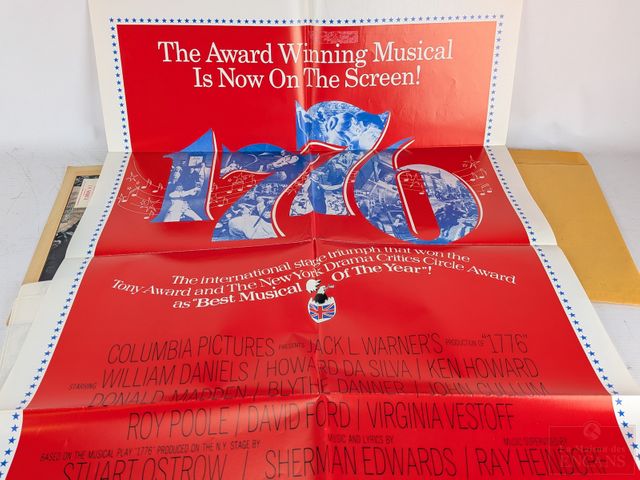 The Award Winning Musical
Is Now On The Screen!
1776
The international stage triumph that won the
Tony Award and The New York Drama Critics Circle Award
as "Best Musical Of The Year"!
COLUMBIA PICTURES PRESENTS JACK L. WARNER'S PRODUCTION OF "1776"
STARRING WILLIAM DANIELS / HOWARD DA SILVA / KEN HOWARD
DONALD MADDEN / BLYTHE DANNER / JOHN CULLUM
ROY POOLE / DAVID FORD / VIRGINIA VESTOFF
BASED ON THE MUSICAL PLAY "1776" PRODUCED ON THE N.Y. STAGE BY
STUART OSTROW / MUSIC AND LYRICS BY SHERMAN EDWARDS / RAY HEINDORF